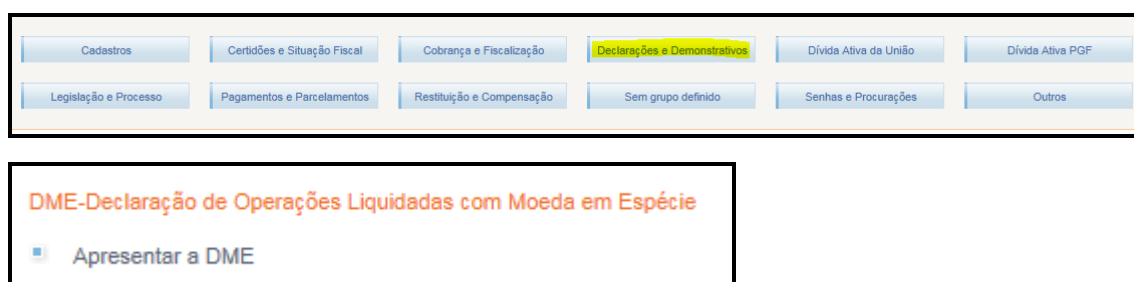 Cadastros Certidões e Situação Fiscal Cobrança e Fiscalização Declarações e Demonstrativos Dívida Ativa da União Dívida Ativa PGF
Legislação e Processo Pagamentos e Parcelamentos Restituição e Compensação Sem grupo definido Senhas e Procurações Outros
DME-Declaração de Operações Liquidadas com Moeda em Espécie
Apresentar a DME